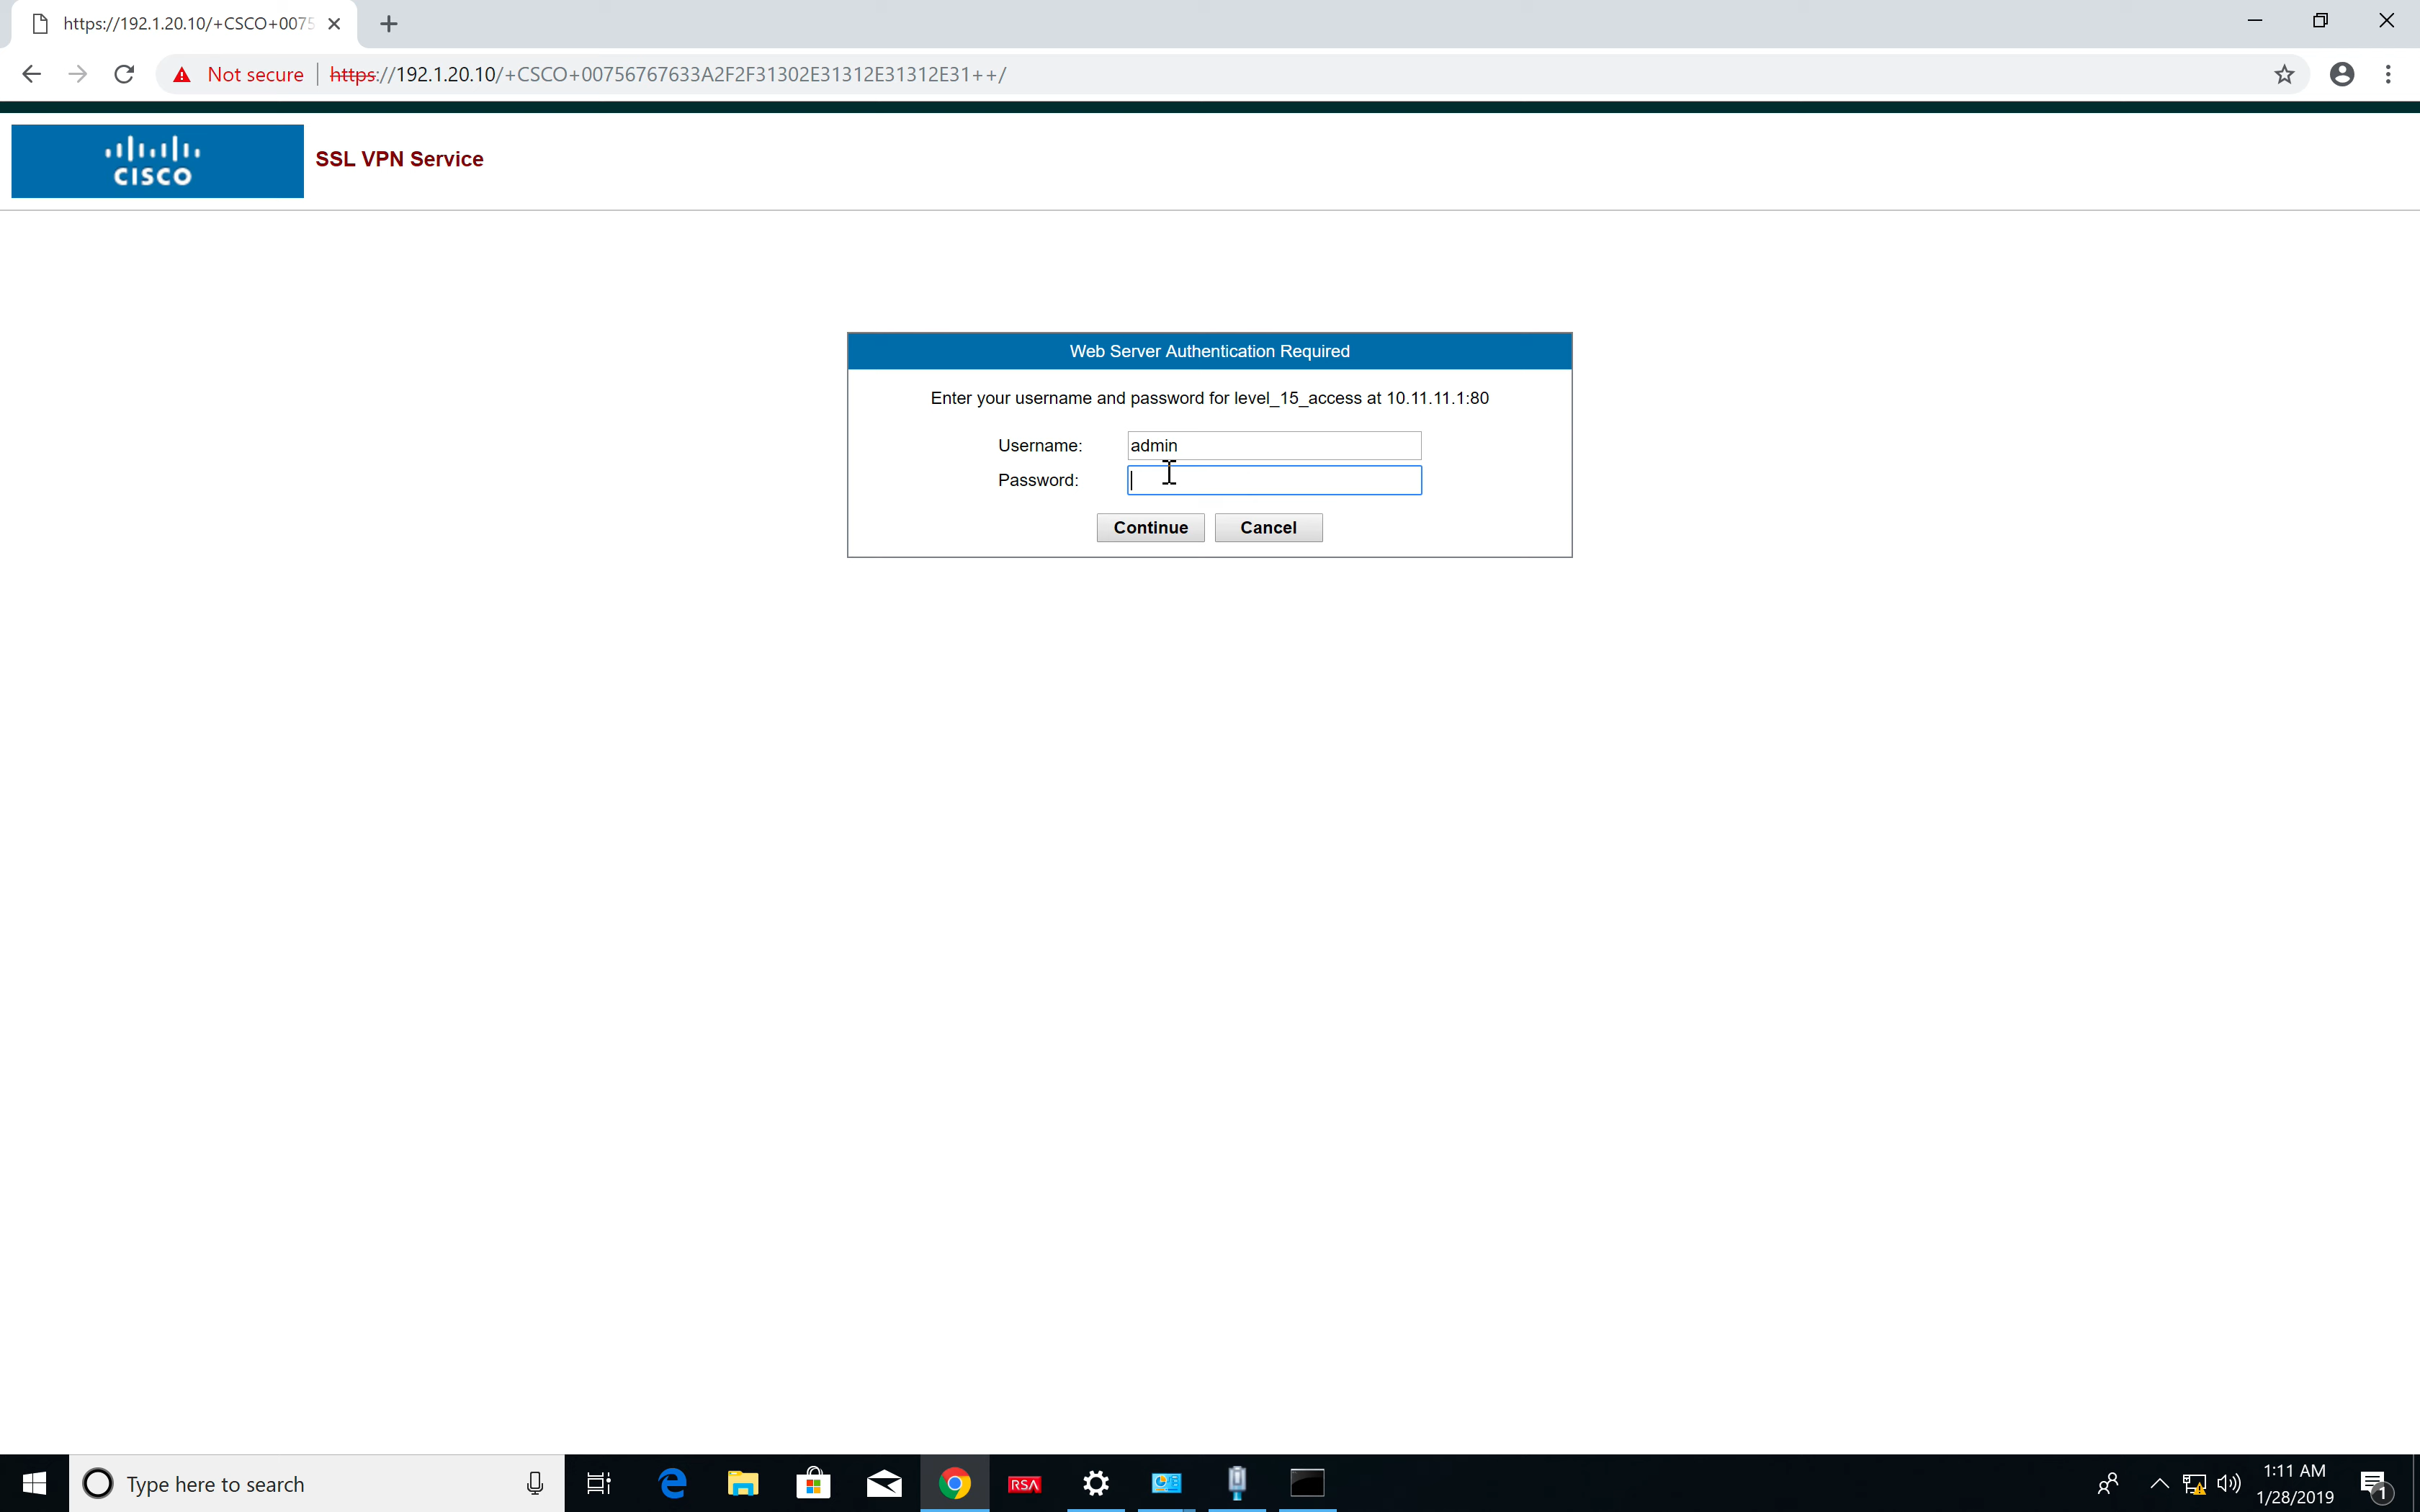 https://192.1.20.10/+CSCO+0075
Not secure
https://192.1.20.10/+CSCO+00756767633A2F2F31302E31312E31312E31++/
CISCO
SSL VPN Service
Web Server Authentication Required
Enter your username and password for level_15_access at 10.11.11.1:80
Username: admin
Password:
Continue Cancel
Type here to search
RSA
1:11 AM
1/28/2019
1